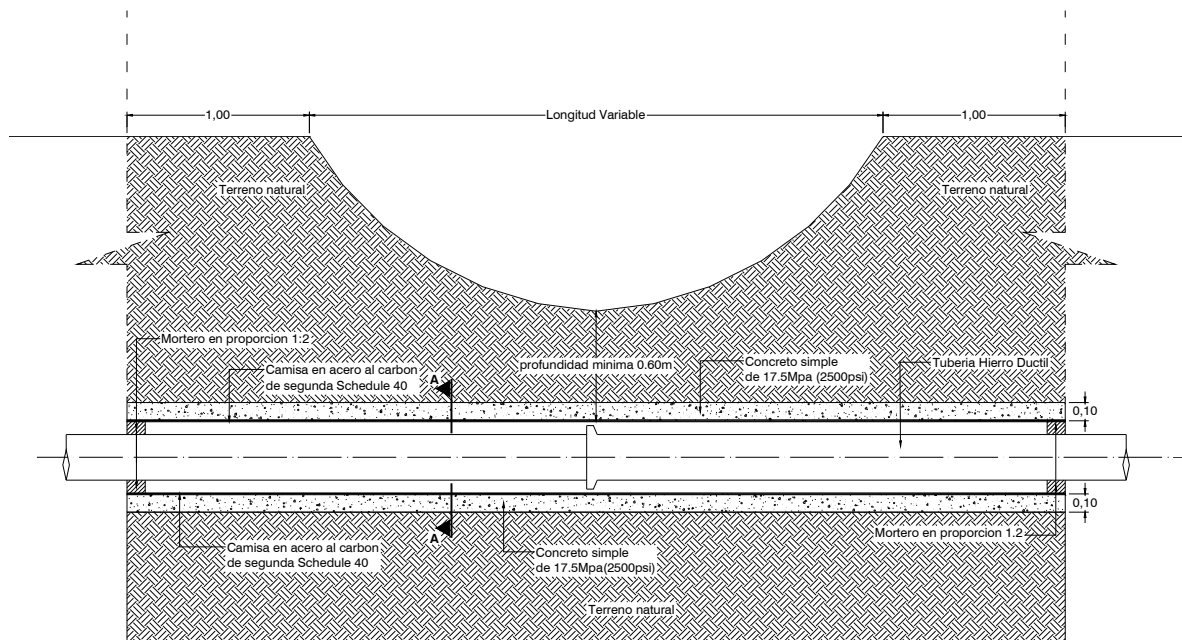 1,00
Longitud Variable
1,00
Terreno natural
Terreno natural
Mortero en proporcion 1:2
Camisa en acero al carbon
de segunda Schedule 40
A
profundidad minima 0.60m
Concreto simple
de 17.5Mpa (2500psi)
Tuberia Hierro Ductil
0,10
0,10
A
Camisa en acero al carbon
de segunda Schedule 40
Concreto simple
de 17.5Mpa(2500psi)
Mortero en proporcion 1.2
Terreno natural